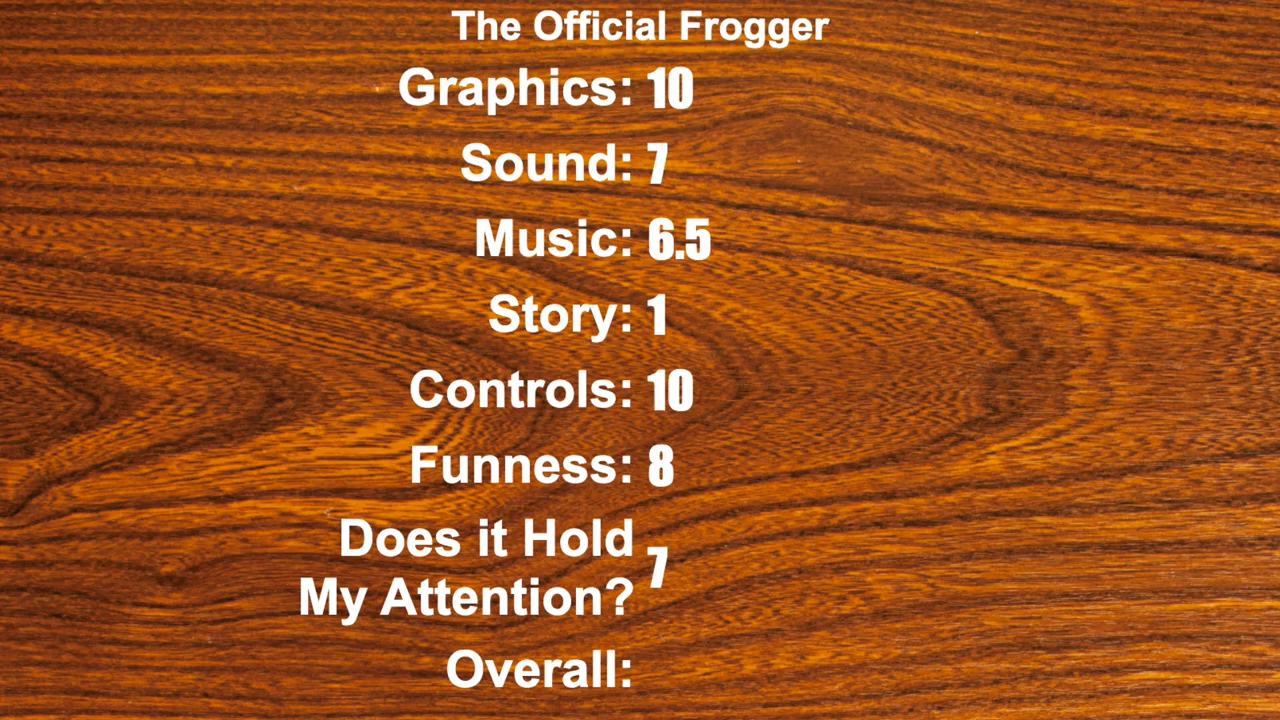 The Official Frogger
Graphics: 10
Sound: 7
Music: 6.5
Story: 1
Controls: 10
Funness: 8
Does it Hold
My Attention? 7
Overall: